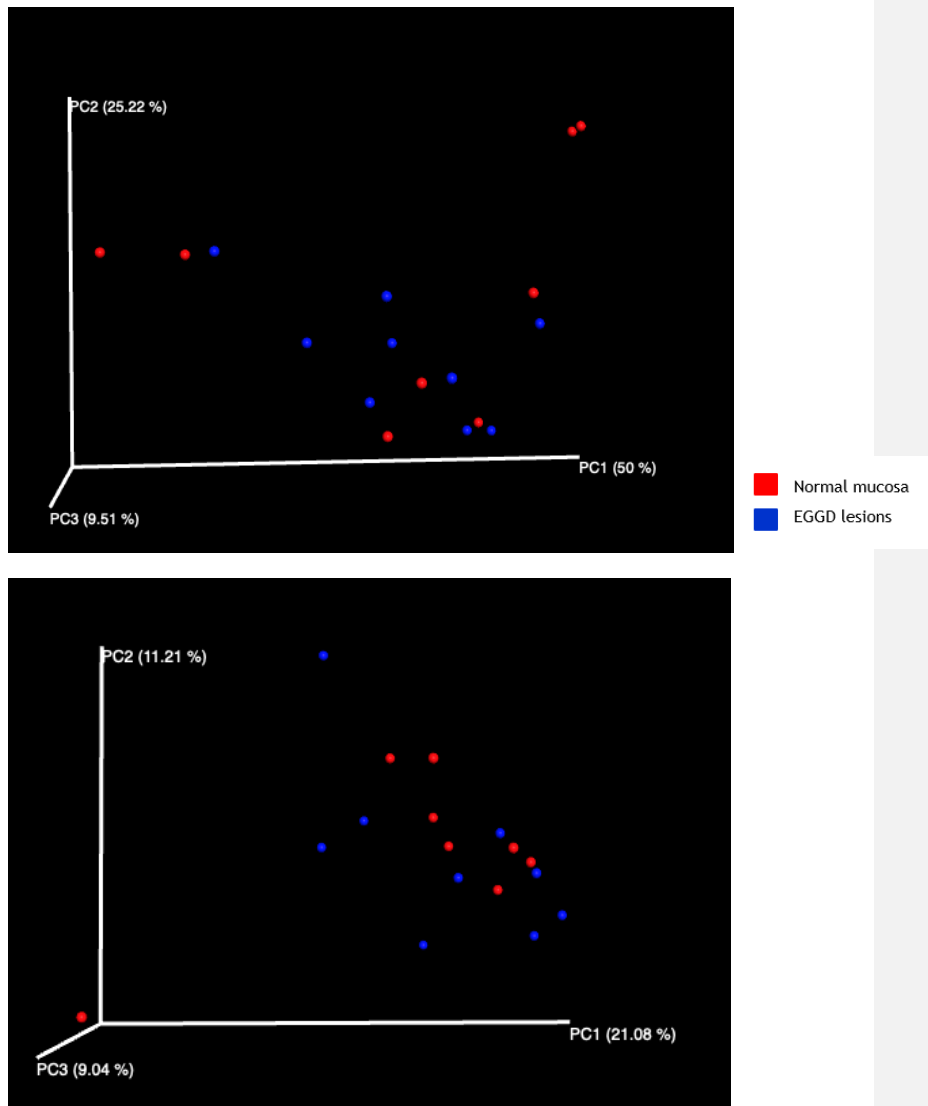 PC2 (25.22 %)
PC1 (50 %)
PC3 (9.51 %)
Normal mucosa
EGGD lesions
PC2 (11.21 %)
PC1 (21.08 %)
PC3 (9.04 %)